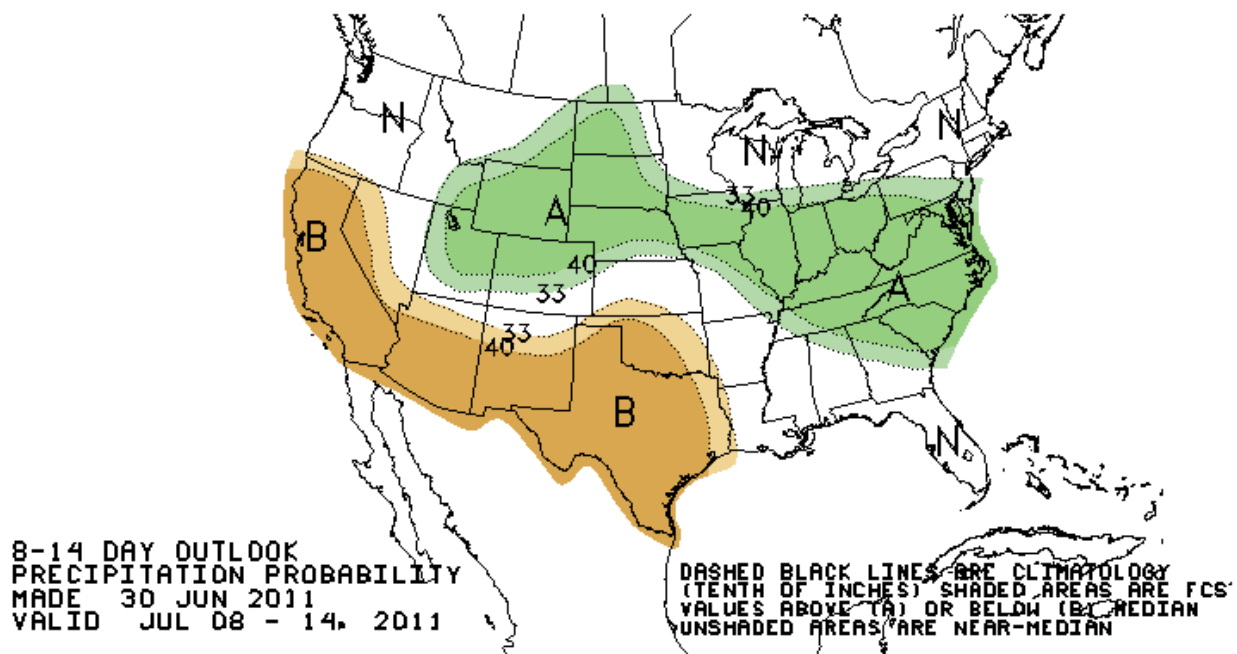 N
N
N
33
40
A
B
40
33
A
33
40
B
N
8-14 DAY OUTLOOK
PRECIPITATION PROBABILITY
MADE 30 JUN 2011
VALID JUL 08 - 14, 2011
DASHED BLACK LINES ARE CLIMATOLOGY
(TENTH OF INCHES) SHADED AREAS ARE FCST
VALUES ABOVE (A) OR BELOW (B) MEDIAN
UNSHADED AREAS ARE NEAR-MEDIAN